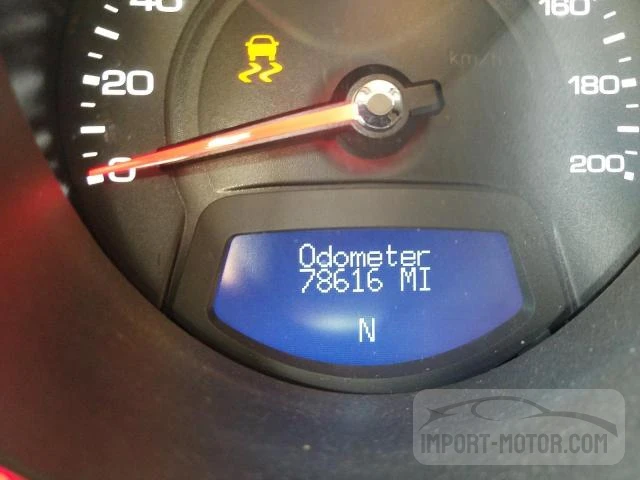 40
160
km/h
20
180
0
200
Odometer
78616 MI
N
IMPORT-MOTOR.COM